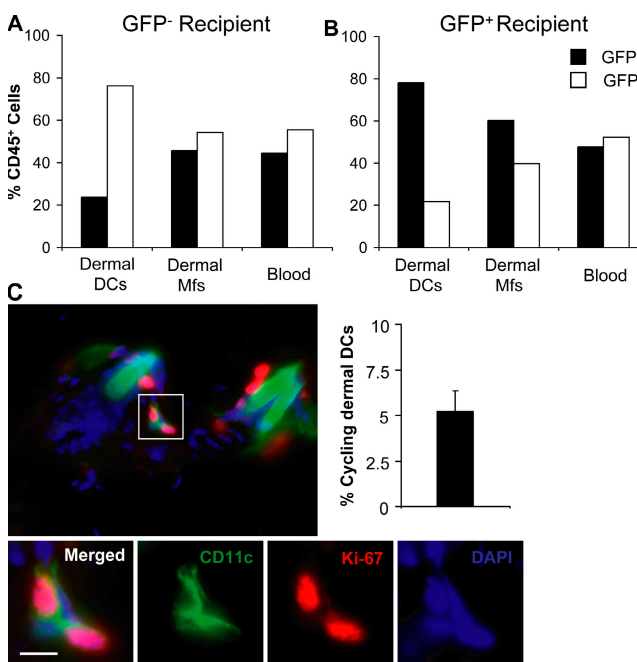 A
GFP- Recipient
% CD45+ Cells
100
80
60
40
20
0
Dermal DCs
Dermal Mfs
Blood
B
GFP+ Recipient
100
80
60
40
20
0
GFP
GFP
Dermal DCs
Dermal Mfs
Blood
C
% Cycling dermal DCs
10
7.5
5
2.5
0
Merged
CD11c
Ki-67
DAPI